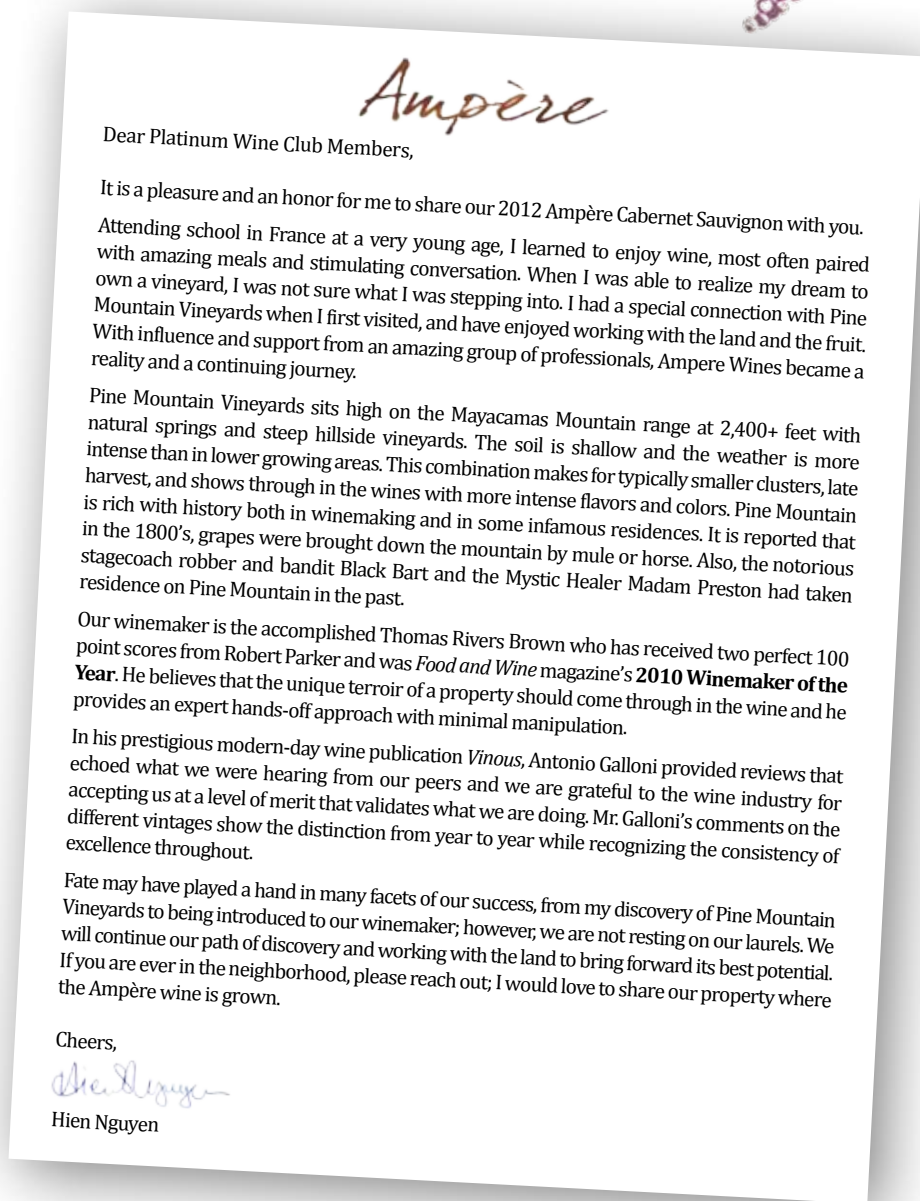 Ampère
Dear Platinum Wine Club Members,
It is a pleasure and an honor for me to share our 2012 Ampère Cabernet Sauvignon with you.
Attending school in France at a very young age, I learned to enjoy wine, most often paired
with amazing meals and stimulating conversation. When I was able to realize my dream to
own a vineyard, I was not sure what I was stepping into. I had a special connection with Pine
Mountain Vineyards when I first visited, and have enjoyed working with the land and the fruit.
With influence and support from an amazing group of professionals, Ampere Wines became a
reality and a continuing journey.
Pine Mountain Vineyards sits high on the Mayacamas Mountain range at 2,400+ feet with
natural springs and steep hillside vineyards. The soil is shallow and the weather is more
intense than in lower growing areas. This combination makes for typically smaller clusters, late
harvest, and shows through in the wines with more intense flavors and colors. Pine Mountain
is rich with history both in winemaking and in some infamous residences. It is reported that
in the 1800's, grapes were brought down the mountain by mule or horse. Also, the notorious
stagecoach robber and bandit Black Bart and the Mystic Healer Madam Preston had taken
residence on Pine Mountain in the past.
Our winemaker is the accomplished Thomas Rivers Brown who has received two perfect 100
point scores from Robert Parker and was Food and Wine magazine's 2010 Winemaker of the
Year. He believes that the unique terroir of a property should come through in the wine and he
provides an expert hands-off approach with minimal manipulation.
In his prestigious modern-day wine publication Vinous, Antonio Galloni provided reviews that
echoed what we were hearing from our peers and we are grateful to the wine industry for
accepting us at a level of merit that validates what we are doing. Mr. Galloni's comments on the
different vintages show the distinction from year to year while recognizing the consistency of
excellence throughout.
Fate may have played a hand in many facets of our success, from my discovery of Pine Mountain
Vineyards to being introduced to our winemaker; however, we are not resting on our laurels. We
will continue our path of discovery and working with the land to bring forward its best potential.
If you are ever in the neighborhood, please reach out; I would love to share our property where
the Ampère wine is grown.
Cheers,
Hien Nguyen
Hien Nguyen